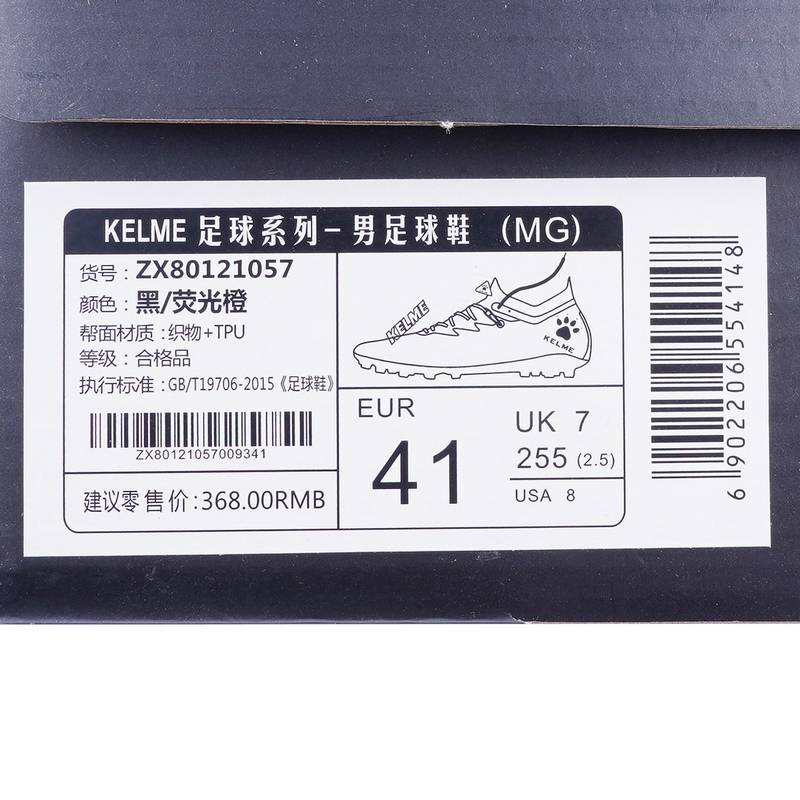 KELME 足球系列-男足球鞋 (MG)
货号:ZX80121057
颜色:黑/荧光橙
帮面材质:织物+TPU
等级:合格品
执行标准:GB/T19706-2015《足球鞋》
ZX80121057009341
建议零售价:368.00RMB
KELME
KELME
EUR
41
UK 7
255 (2.5)
USA 8
6902206554148